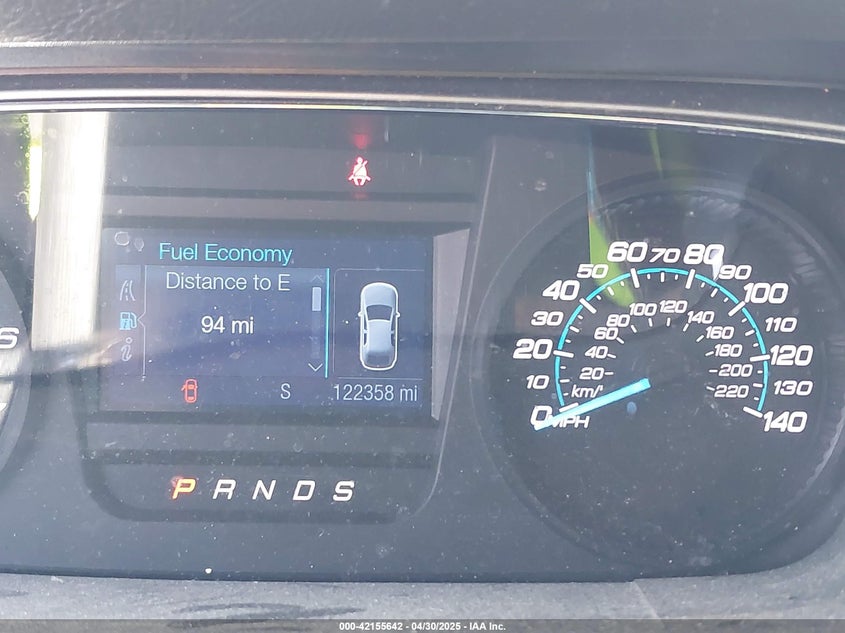 Fuel Economy
Distance to E
94 mi
S
122358 mi
P R N D S
0 10 20 30 40 50 60 70 80 90 100 110 120 130 140
MPH
20 40 60 80 100 120 140 160 180 200 220
km/
000-42155642 - 04/30/2025 - IAA Inc.